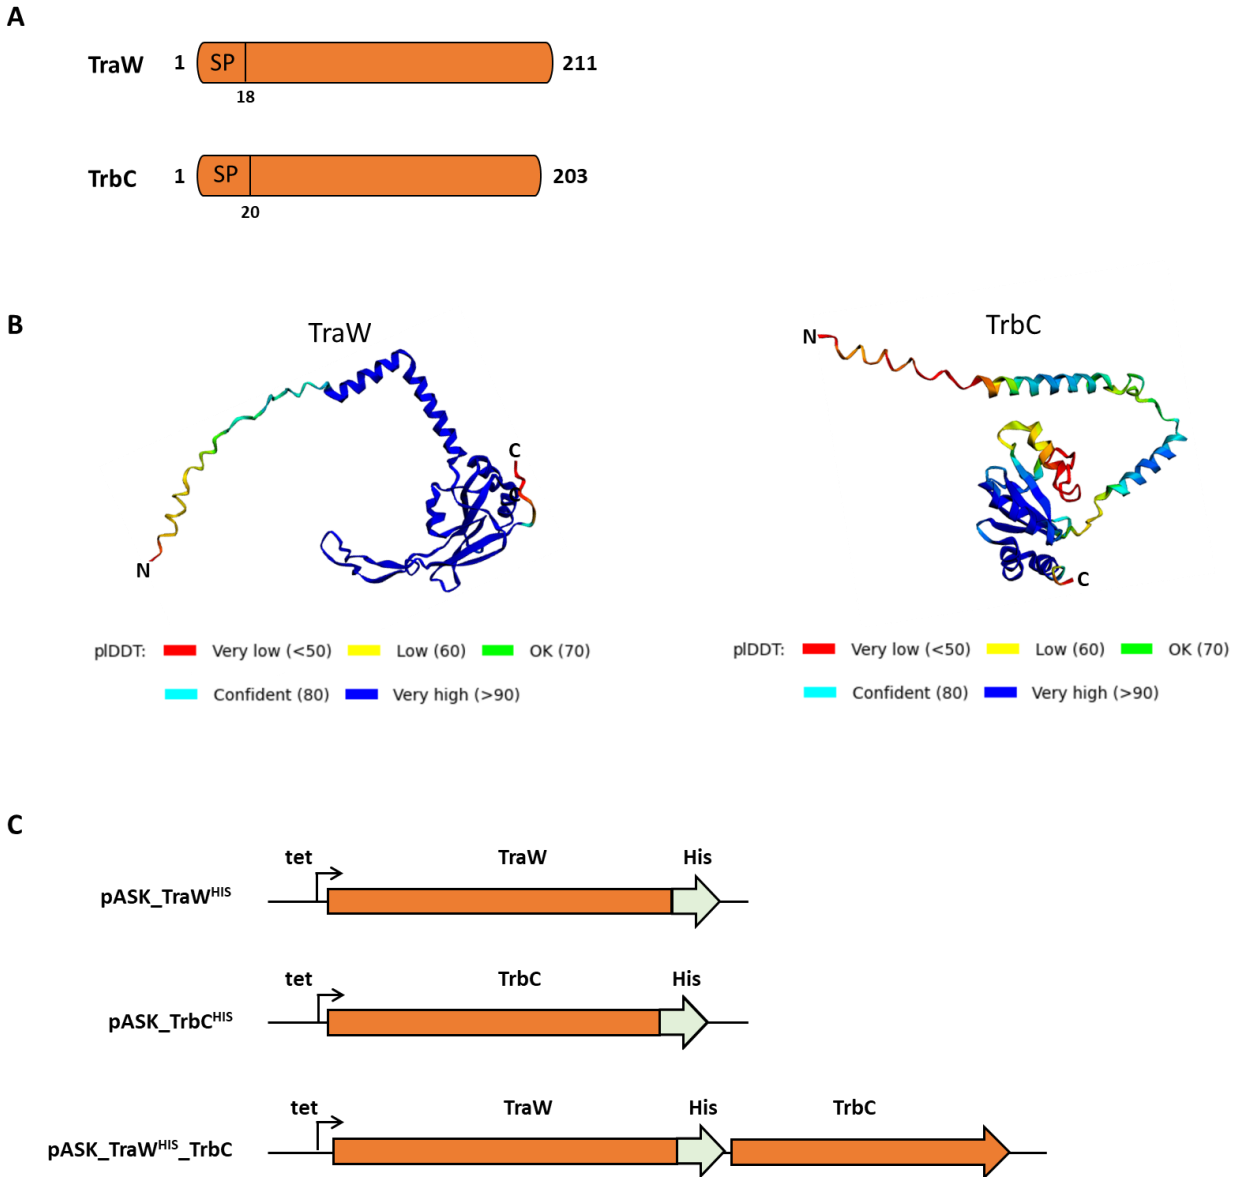 A
TraW 1 SP 211
18
TrbC 1 SP 203
20
B
TraW
TrbC
N
C
N
C
plDDT: Very low (<50) Low (60) OK (70)
Confident (80) Very high (>90)
plDDT: Very low (<50) Low (60) OK (70)
Confident (80) Very high (>90)
C
tet TraW His
pASK_TraWHIS
tet TrbC His
pASK_TrbCHIS
tet TraW His TrbC
pASK_TraWHIS_TrbC